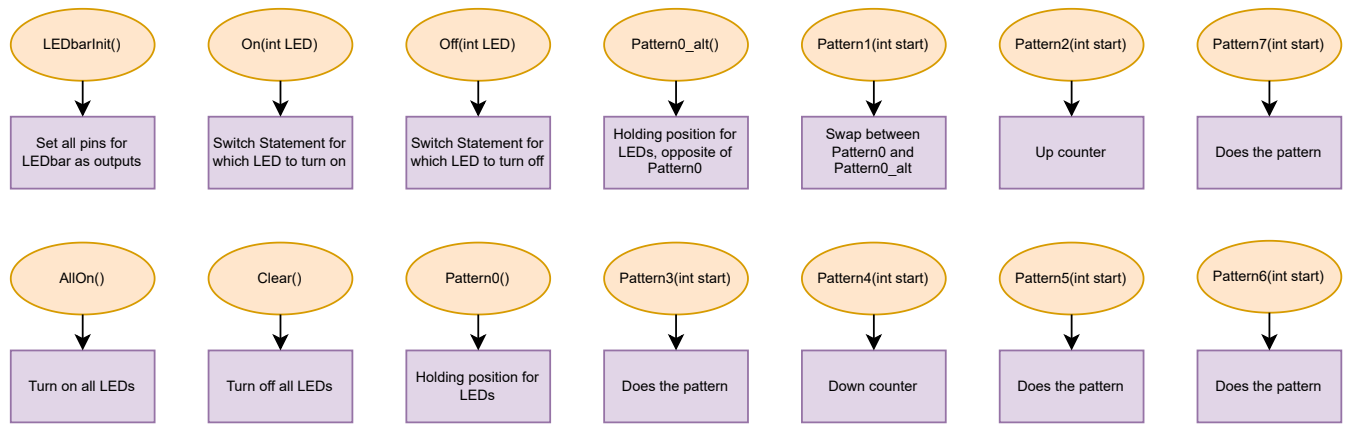 LEDbarInit()
On(int LED)
Off(int LED)
Pattern0_alt()
Pattern1(int start)
Pattern2(int start)
Pattern7(int start)
Set all pins for
LEDbar as outputs
Switch Statement for
which LED to turn on
Switch Statement for
which LED to turn off
Holding position for
LEDs, opposite of
Pattern0
Swap between
Pattern0 and
Pattern0_alt
Up counter
Does the pattern
AllOn()
Clear()
Pattern0()
Pattern3(int start)
Pattern4(int start)
Pattern5(int start)
Pattern6(int start)
Turn on all LEDs
Turn off all LEDs
Holding position for
LEDs
Does the pattern
Down counter
Does the pattern
Does the pattern